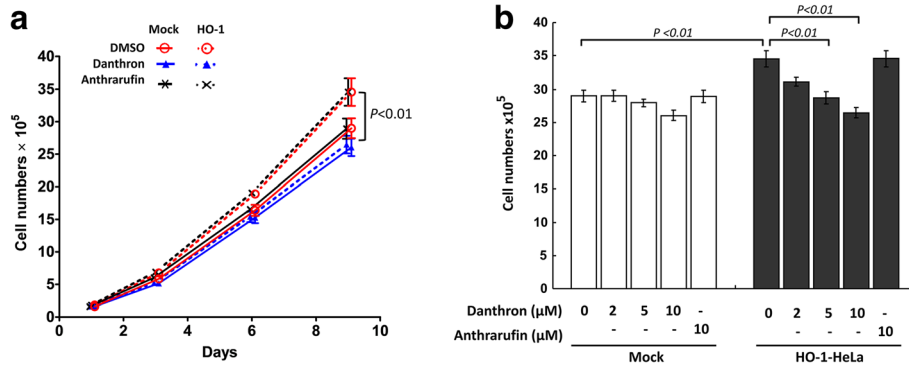 a
Mock HO-1
DMSO
Danthron
Anthrarufin
Cell numbers × 10⁵
40
35
30
25
20
15
10
5
0
P<0.01
0 2 4 6 8 10
Days
b
P<0.01
P<0.01
P<0.01
Cell numbers x10⁵
40
35
30
25
20
15
10
5
0
Danthron (μM) 0 2 5 10 - 0 2 5 10 -
Anthrarufin (μM) - - - 10 - - - 10
Mock HO-1-HeLa